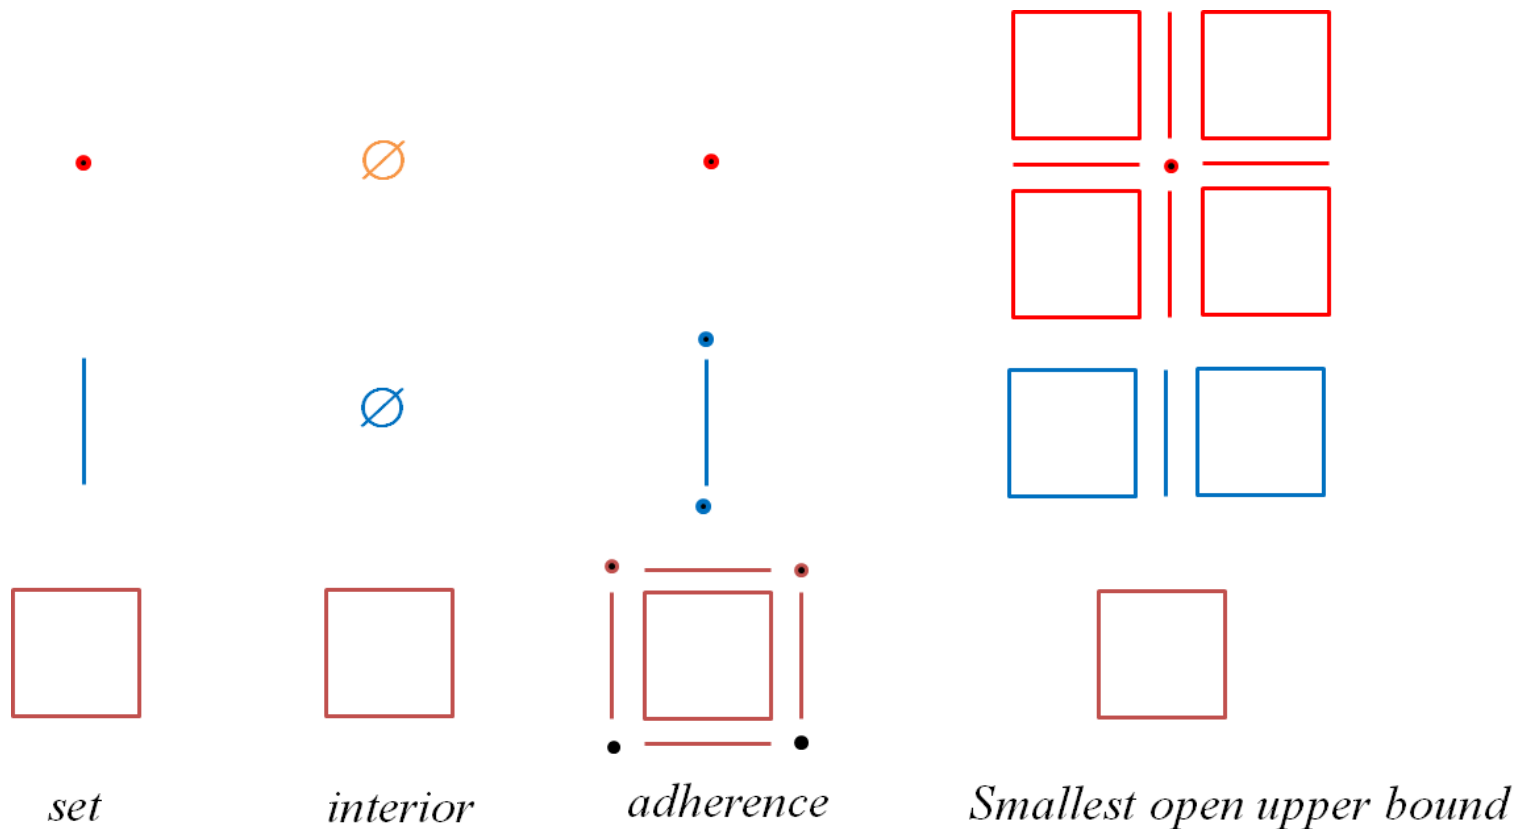 ∅
∅
set interior adherence Smallest open upper bound